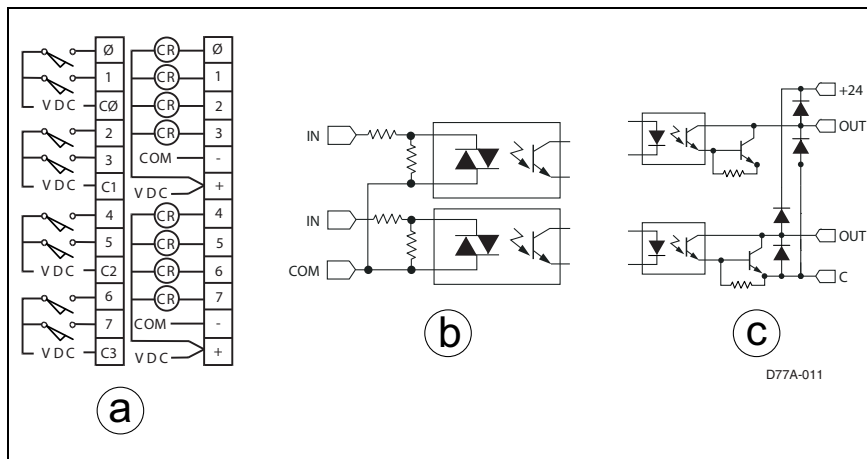 Ø
1
VDC CØ
2
3
VDC C1
4
5
VDC C2
6
7
VDC C3
CR Ø
CR 1
CR 2
CR 3
COM -
VDC +
CR 4
CR 5
CR 6
CR 7
COM -
VDC +
a
IN
IN
COM
b
+24
OUT
OUT
C
c
D77A-011